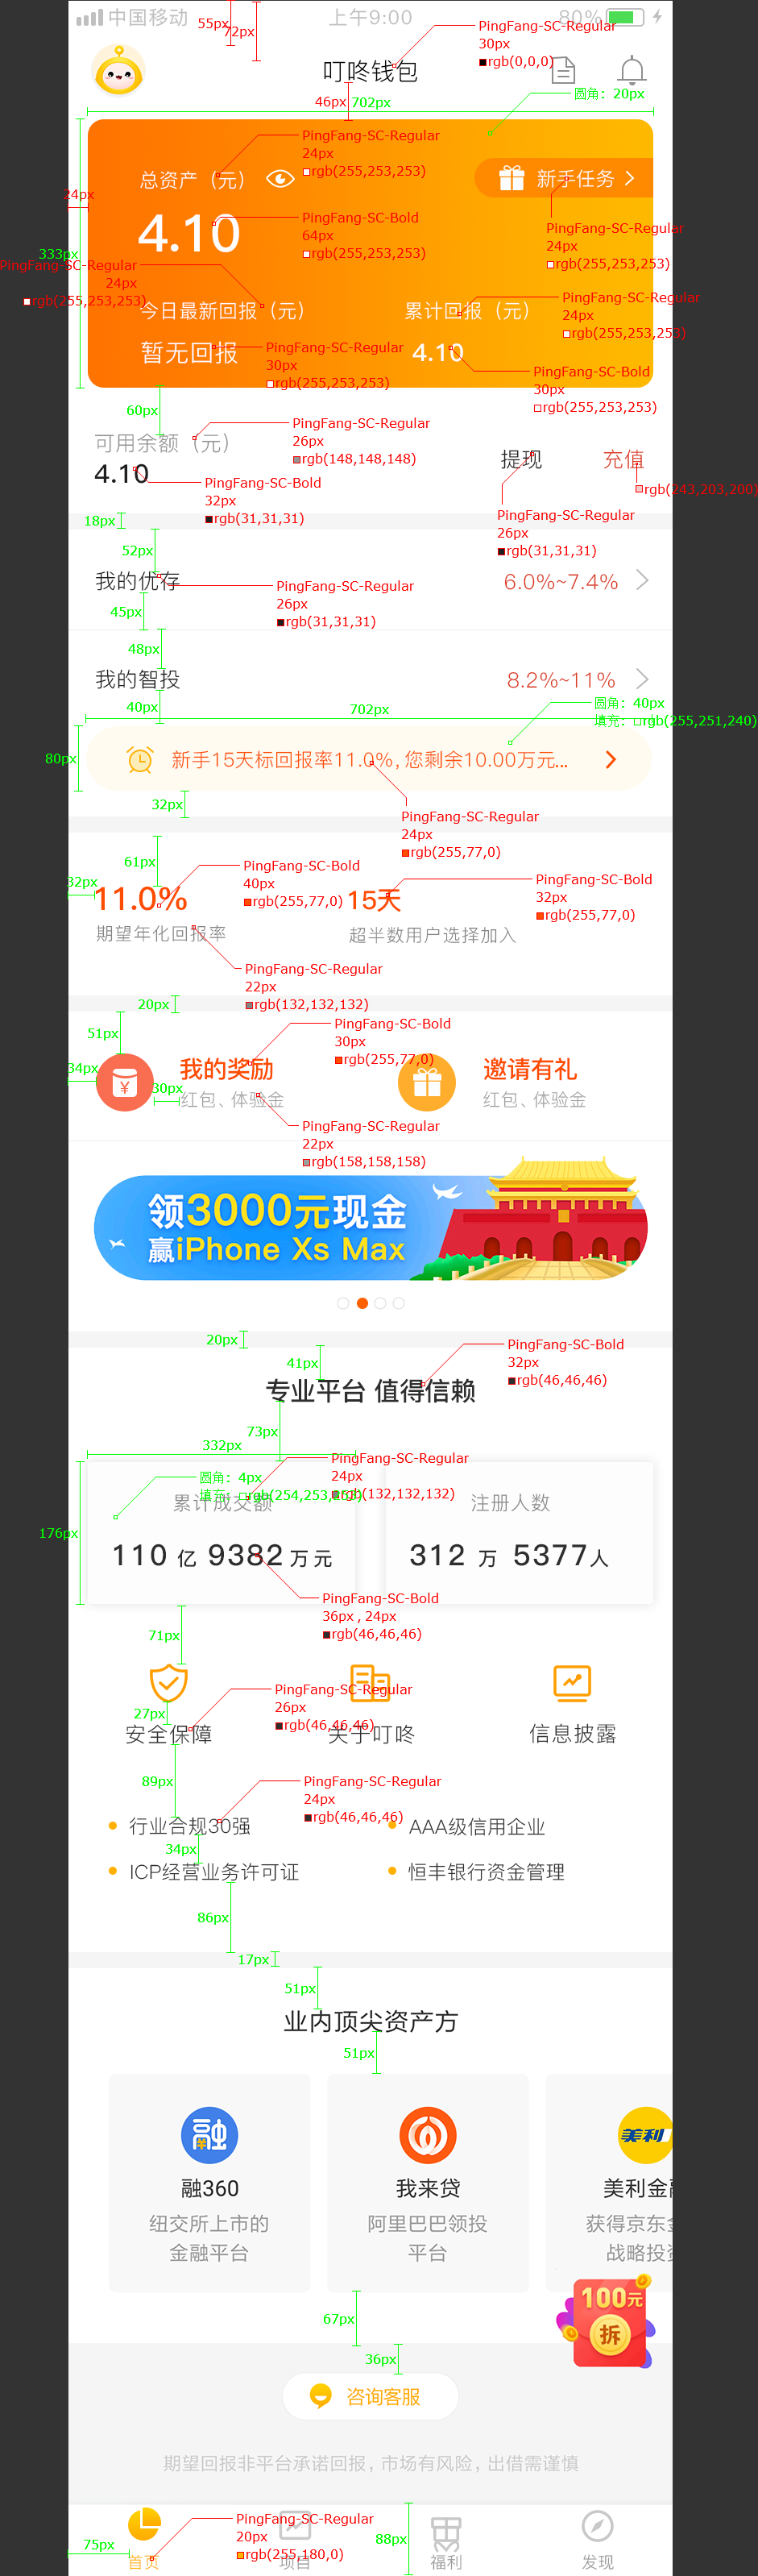 中国移动
55px
72px
上午9:00
80%
PingFang-SC-Regular
30px
rgb(0,0,0)
叮咚钱包
46px
702px
圆角：20px
PingFang-SC-Regular
24px
rgb(255,253,253)
总资产（元）
新手任务
24px
4.10
PingFang-SC-Bold
64px
rgb(255,253,253)
PingFang-SC-Regular
24px
rgb(255,253,253)
333px
PingFang-SC-Regular
24px
rgb(255,253,253)
今日最新回报（元）
累计回报（元）
PingFang-SC-Regular
24px
rgb(255,253,253)
暂无回报
PingFang-SC-Regular
30px
rgb(255,253,253)
4.10
PingFang-SC-Bold
30px
rgb(255,253,253)
60px
可用余额（元）
PingFang-SC-Regular
26px
rgb(148,148,148)
4.10
提现
充值
PingFang-SC-Bold
32px
rgb(31,31,31)
rgb(243,203,200)
PingFang-SC-Regular
26px
rgb(31,31,31)
18px
52px
我的优存
6.0%~7.4%
PingFang-SC-Regular
26px
rgb(31,31,31)
45px
48px
我的智投
8.2%~11%
40px
702px
圆角：40px
填充：rgb(255,251,240)
80px
新手15天标回报率11.0%,您剩余10.00万元...
32px
PingFang-SC-Regular
24px
rgb(255,77,0)
61px
PingFang-SC-Bold
40px
rgb(255,77,0)
32px
11.0%
15天
PingFang-SC-Bold
32px
rgb(255,77,0)
期望年化回报率
超半数用户选择加入
PingFang-SC-Regular
22px
rgb(132,132,132)
20px
51px
PingFang-SC-Bold
30px
rgb(255,77,0)
34px
我的奖励
邀请有礼
30px
红包、体验金
红包、体验金
PingFang-SC-Regular
22px
rgb(158,158,158)
领3000元现金
赢iPhone Xs Max
20px
41px
PingFang-SC-Bold
32px
rgb(46,46,46)
专业平台 值得信赖
73px
332px
PingFang-SC-Regular
24px
rgb(132,132,132)
圆角：4px
累计成交额
注册人数
176px
110 亿 9382 万元
312 万 5377人
PingFang-SC-Bold
36px , 24px
rgb(46,46,46)
71px
PingFang-SC-Regular
26px
rgb(46,46,46)
27px
安全保障
关于叮咚
信息披露
89px
PingFang-SC-Regular
24px
rgb(46,46,46)
行业合规30强
AAA级信用企业
34px
ICP经营业务许可证
恒丰银行资金管理
86px
17px
51px
业内顶尖资产方
51px
融
美利
融360
我来贷
美利金
纽交所上市的
金融平台
阿里巴巴领投
平台
获得京东
战略投
100元
拆
67px
36px
咨询客服
期望回报非平台承诺回报，市场有风险，出借需谨慎
PingFang-SC-Regular
20px
rgb(255,180,0)
75px
88px
首页
项目
福利
发现